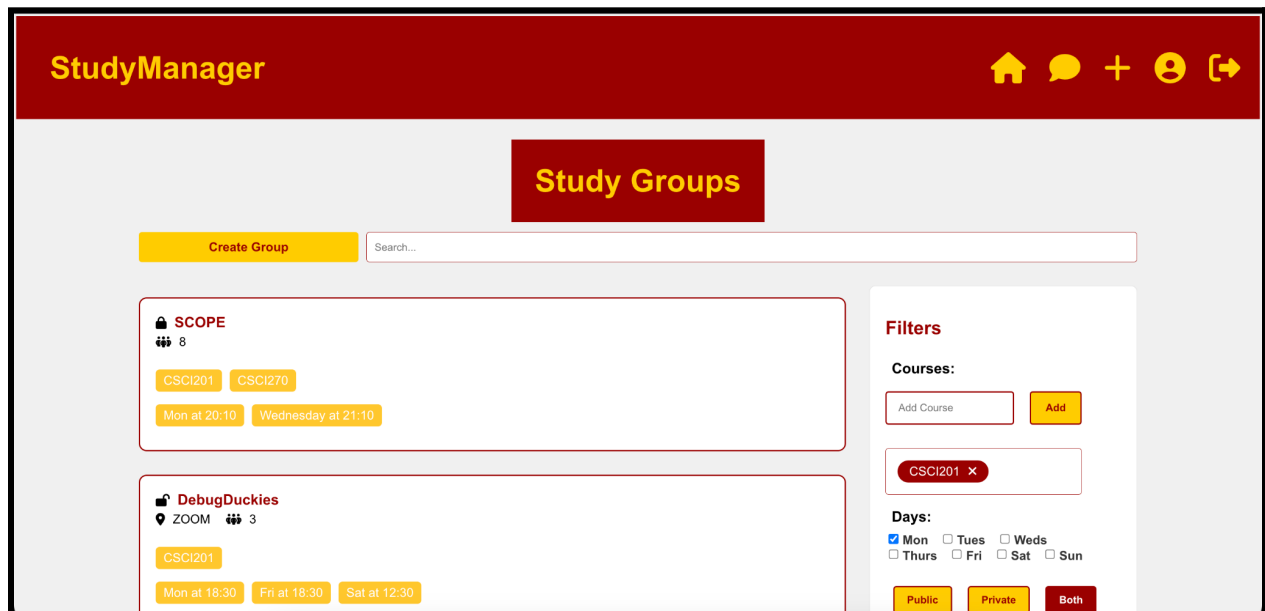 StudyManager
Study Groups
Create Group
Search...
SCOPE
8
CSCI201 CSCI270
Mon at 20:10 Wednesday at 21:10
DebugDuckies
ZOOM 3
CSCI201
Mon at 18:30 Fri at 18:30 Sat at 12:30
Filters
Courses:
Add Course Add
CSCI201 ×
Days:
Mon Tues Weds
Thurs Fri Sat Sun
Public Private Both